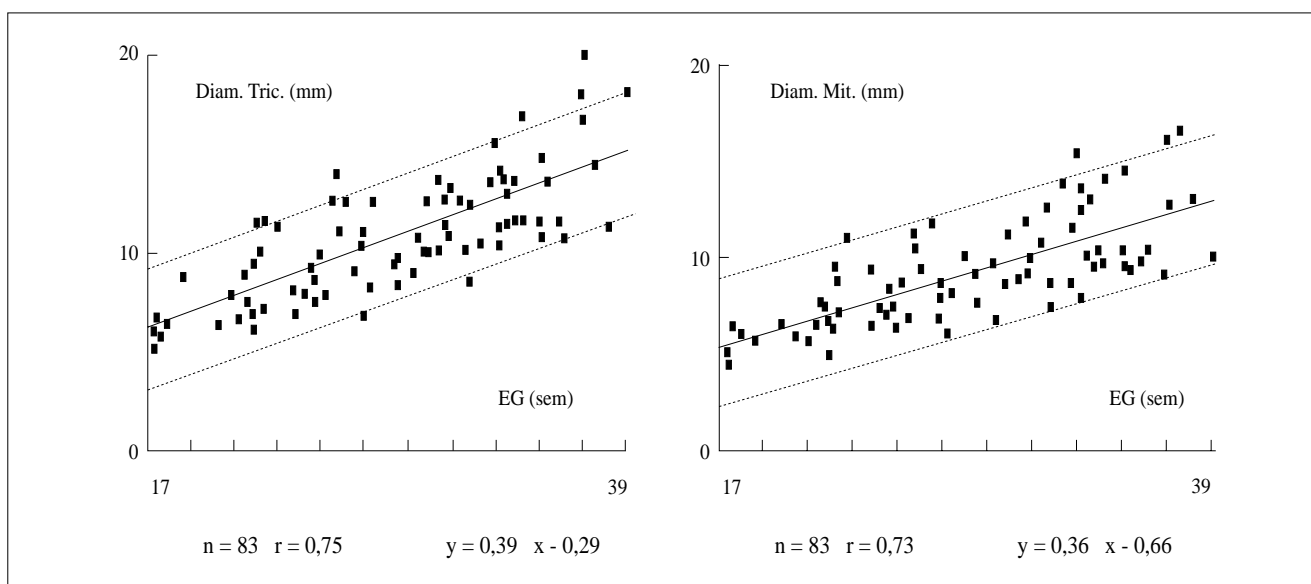 20
Diam. Tric. (mm)
10
EG (sem)
0
17
39
n = 83 r = 0,75 y = 0,39 x - 0,29
20
Diam. Mit. (mm)
10
EG (sem)
0
17
39
n = 83 r = 0,73 y = 0,36 x - 0,66